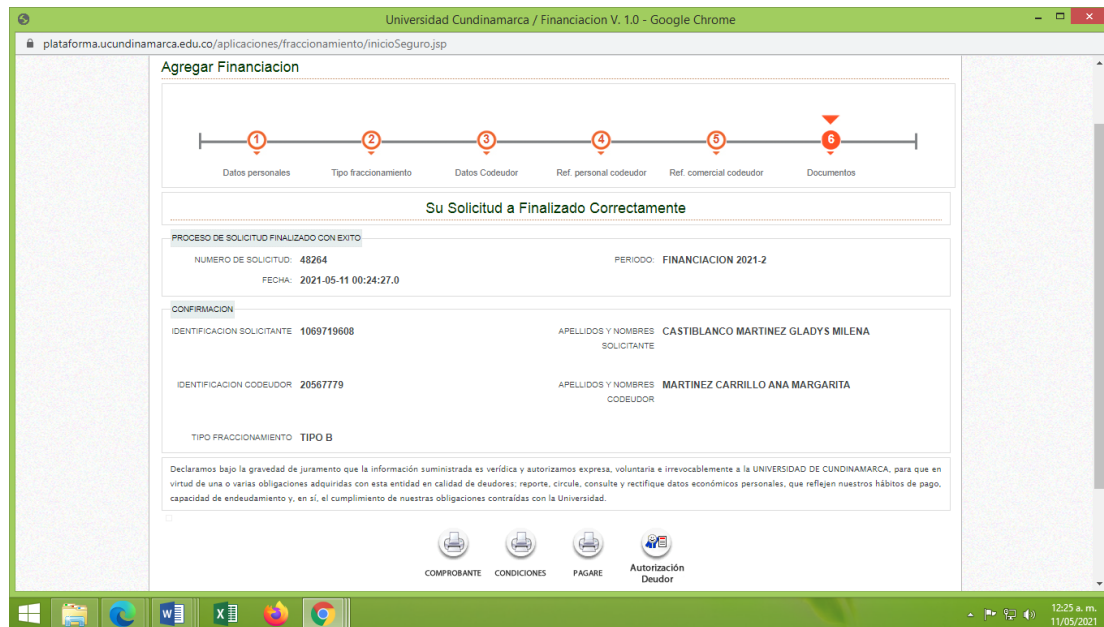 Universidad Cundinamarca / Financiacion V. 1.0 - Google Chrome
plataforma.ucundinamarca.edu.co/aplicaciones/fraccionamiento/inicioSeguro.jsp
Agregar Financiacion
1 2 3 4 5 6
Datos personales Tipo fraccionamiento Datos Codeudor Ref. personal codeudor Ref. comercial codeudor Documentos
Su Solicitud a Finalizado Correctamente
PROCESO DE SOLICITUD FINALIZADO CON EXITO
NUMERO DE SOLICITUD: 48264 PERIODO: FINANCIACION 2021-2
FECHA: 2021-05-11 00:24:27.0
CONFIRMACION
IDENTIFICACION SOLICITANTE 1069719608 APELLIDOS Y NOMBRES CASTIBLANCO MARTINEZ GLADYS MILENA
SOLICITANTE
IDENTIFICACION CODEUDOR 20567779 APELLIDOS Y NOMBRES MARTINEZ CARRILLO ANA MARGARITA
CODEUDOR
TIPO FRACCIONAMIENTO TIPO B
Declaramos bajo la gravedad de juramento que la información suministrada es verídica y autorizamos expresa, voluntaria e irrevocablemente a la UNIVERSIDAD DE CUNDINAMARCA, para que en
virtud de una o varias obligaciones adquiridas con esta entidad en calidad de deudores; reporte, circule, consulte y rectifique datos económicos personales, que reflejen nuestros hábitos de pago,
capacidad de endeudamiento y, en sí, el cumplimiento de nuestras obligaciones contraídas con la Universidad.
COMPROBANTE CONDICIONES PAGARE Autorización
Deudor
12:25 a. m.
11/05/2021